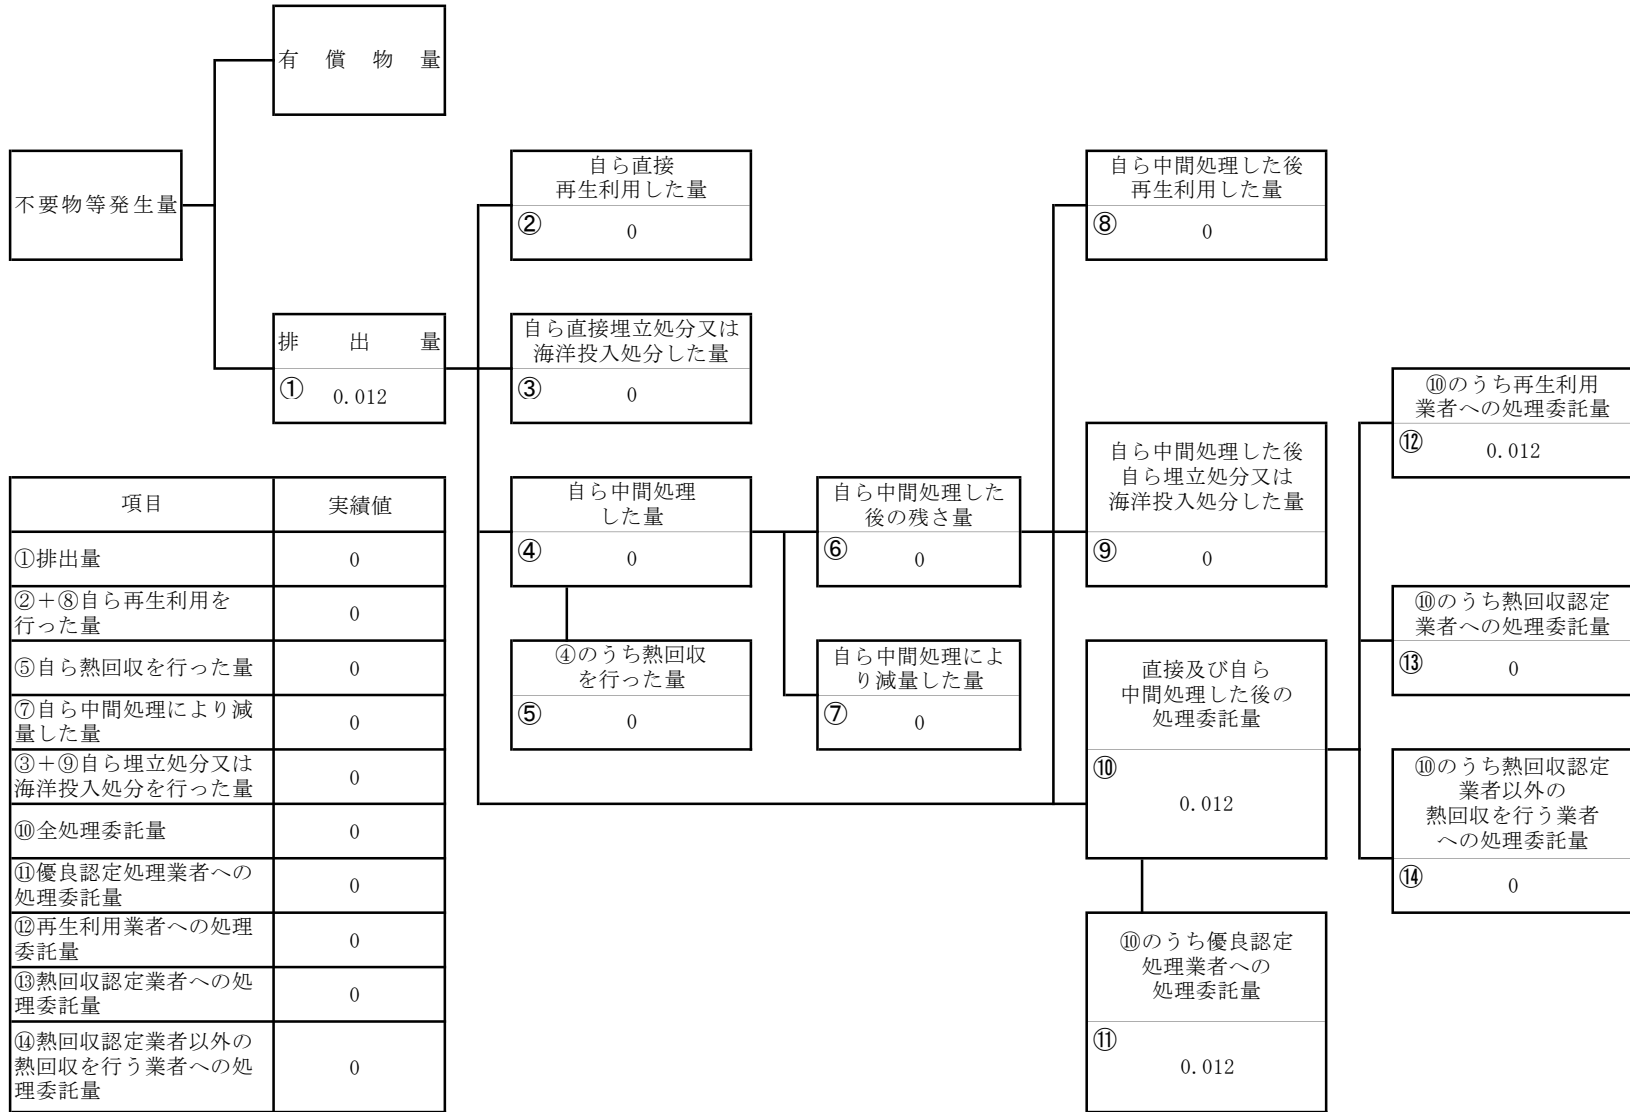 有償物量
不要物等発生量
排出量
①
0.012
自ら直接
再生利用した量
②
0
自ら直接埋立処分又は
海洋投入処分した量
③
0
自ら中間処理
した量
④
0
④のうち熱回収
を行った量
⑤
0
自ら中間処理した
後の残さ量
⑥
0
自ら中間処理によ
り減量した量
⑦
0
自ら中間処理した後
再生利用した量
⑧
0
自ら中間処理した後
自ら埋立処分又は
海洋投入処分した量
⑨
0
直接及び自ら
中間処理した後の
処理委託量
⑩
0.012
⑩のうち優良認定
処理業者への
処理委託量
⑪
0.012
⑩のうち再生利用
業者への処理委託量
⑫
0.012
⑩のうち熱回収認定
業者への処理委託量
⑬
0
⑩のうち熱回収認定
業者以外の
熱回収を行う業者
への処理委託量
⑭
0
項目 実績値
①排出量 0
②+⑧自ら再生利用を
行った量 0
⑤自ら熱回収を行った量 0
⑦自ら中間処理により減
量した量 0
③+⑨自ら埋立処分又は
海洋投入処分を行った量 0
⑩全処理委託量 0
⑪優良認定処理業者への
処理委託量 0
⑫再生利用業者への処理
委託量 0
⑬熱回収認定業者への処
理委託量 0
⑭熱回収認定業者以外の
熱回収を行う業者への処
理委託量 0